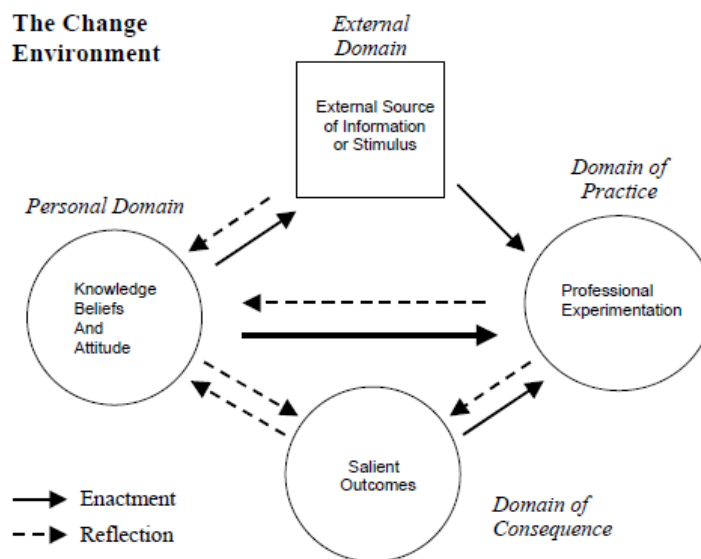 The Change
Environment
External
Domain
External Source
of Information
or Stimulus
Domain of
Practice
Personal Domain
Knowledge
Beliefs
And
Attitude
Professional
Experimentation
Salient
Outcomes
Domain of
Consequence
Enactment
Reflection